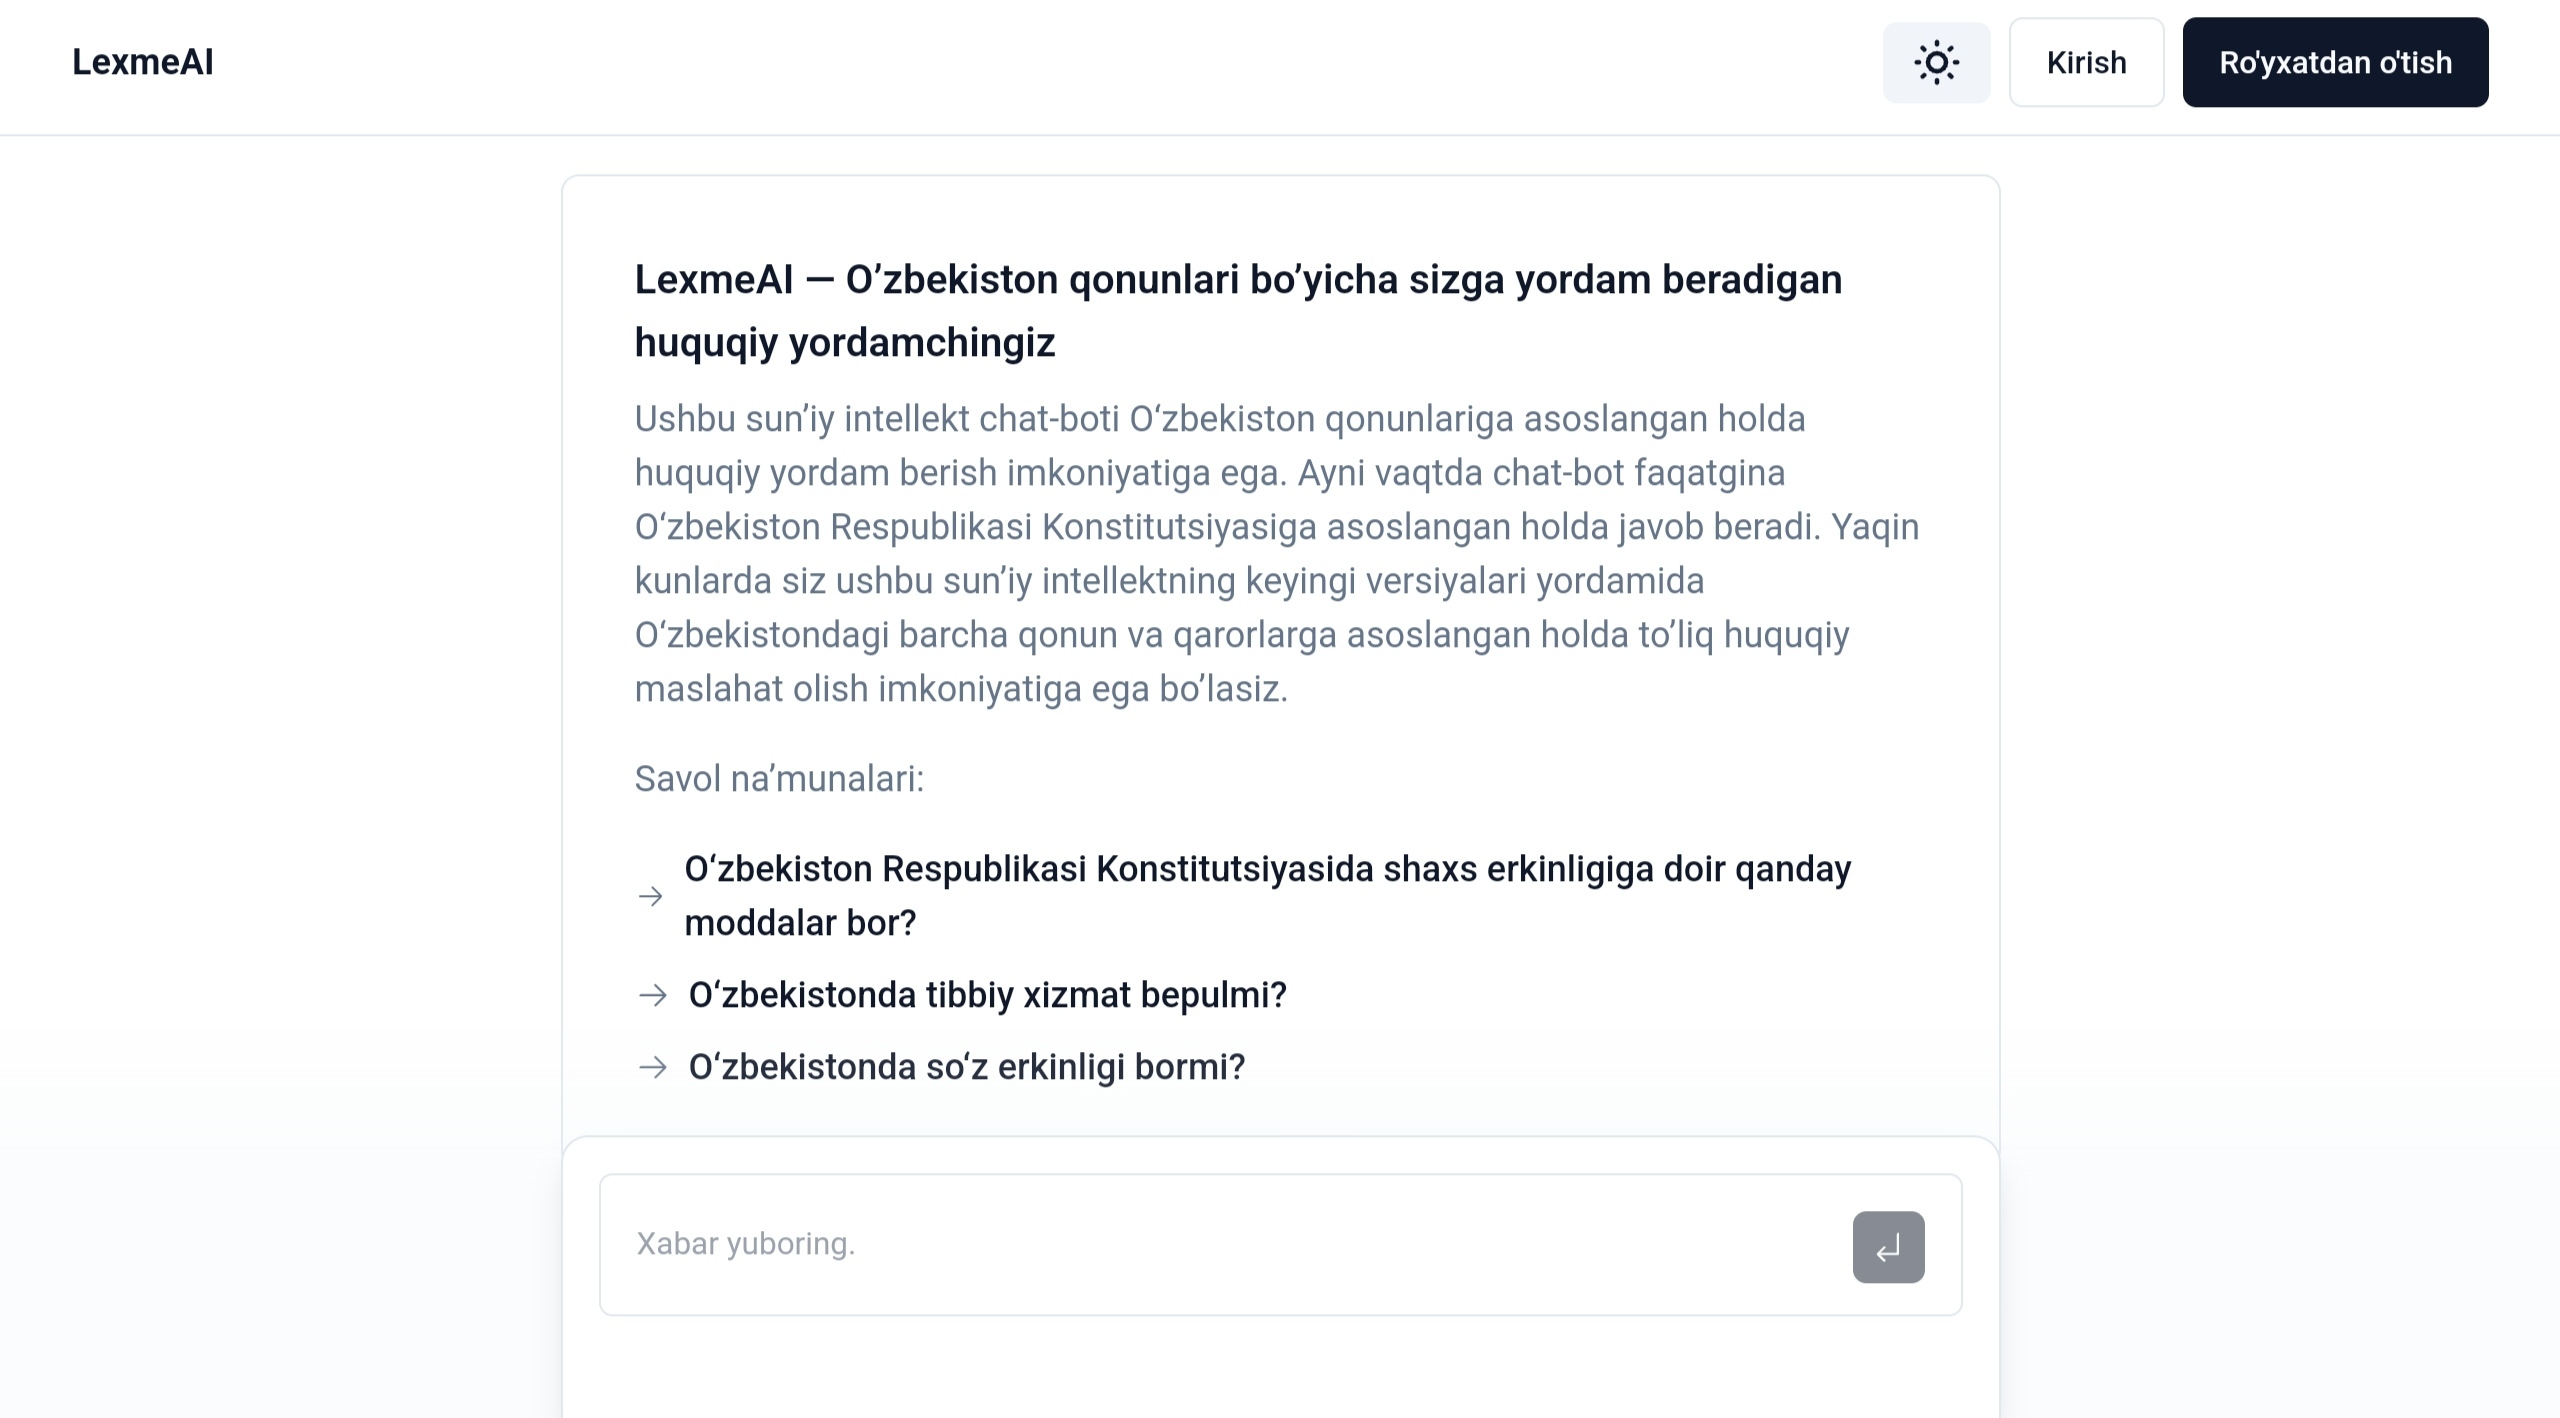 LexmeAI
Kirish
Ro'yxatdan o'tish
LexmeAI — O’zbekiston qonunlari bo’yicha sizga yordam beradigan
huquqiy yordamchingiz
Ushbu sun’iy intellekt chat-boti O‘zbekiston qonunlariga asoslangan holda
huquqiy yordam berish imkoniyatiga ega. Ayni vaqtda chat-bot faqatgina
O‘zbekiston Respublikasi Konstitutsiyasiga asoslangan holda javob beradi. Yaqin
kunlarda siz ushbu sun’iy intellektning keyingi versiyalari yordamida
O‘zbekistondagi barcha qonun va qarorlarga asoslangan holda to’liq huquqiy
maslahat olish imkoniyatiga ega bo’lasiz.
Savol na’munalari:
O‘zbekiston Respublikasi Konstitutsiyasida shaxs erkinligiga doir qanday
moddalar bor?
O‘zbekistonda tibbiy xizmat bepulmi?
O‘zbekistonda so‘z erkinligi bormi?
Xabar yuboring.